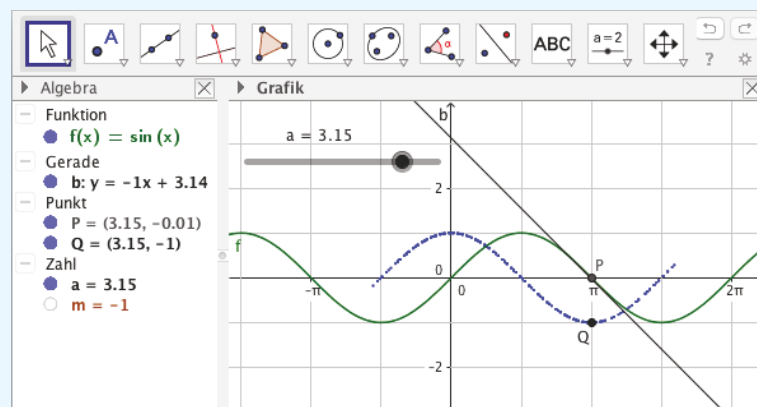 A
α
ABC
a = 2
?
Algebra
Grafik
Funktion
f(x) = sin (x)
Gerade
b: y = −1x + 3.14
Punkt
P = (3.15, −0.01)
Q = (3.15, −1)
Zahl
a = 3.15
m = −1
b
a = 3.15
2
f
0
P
-π
0
π
2π
Q
-2